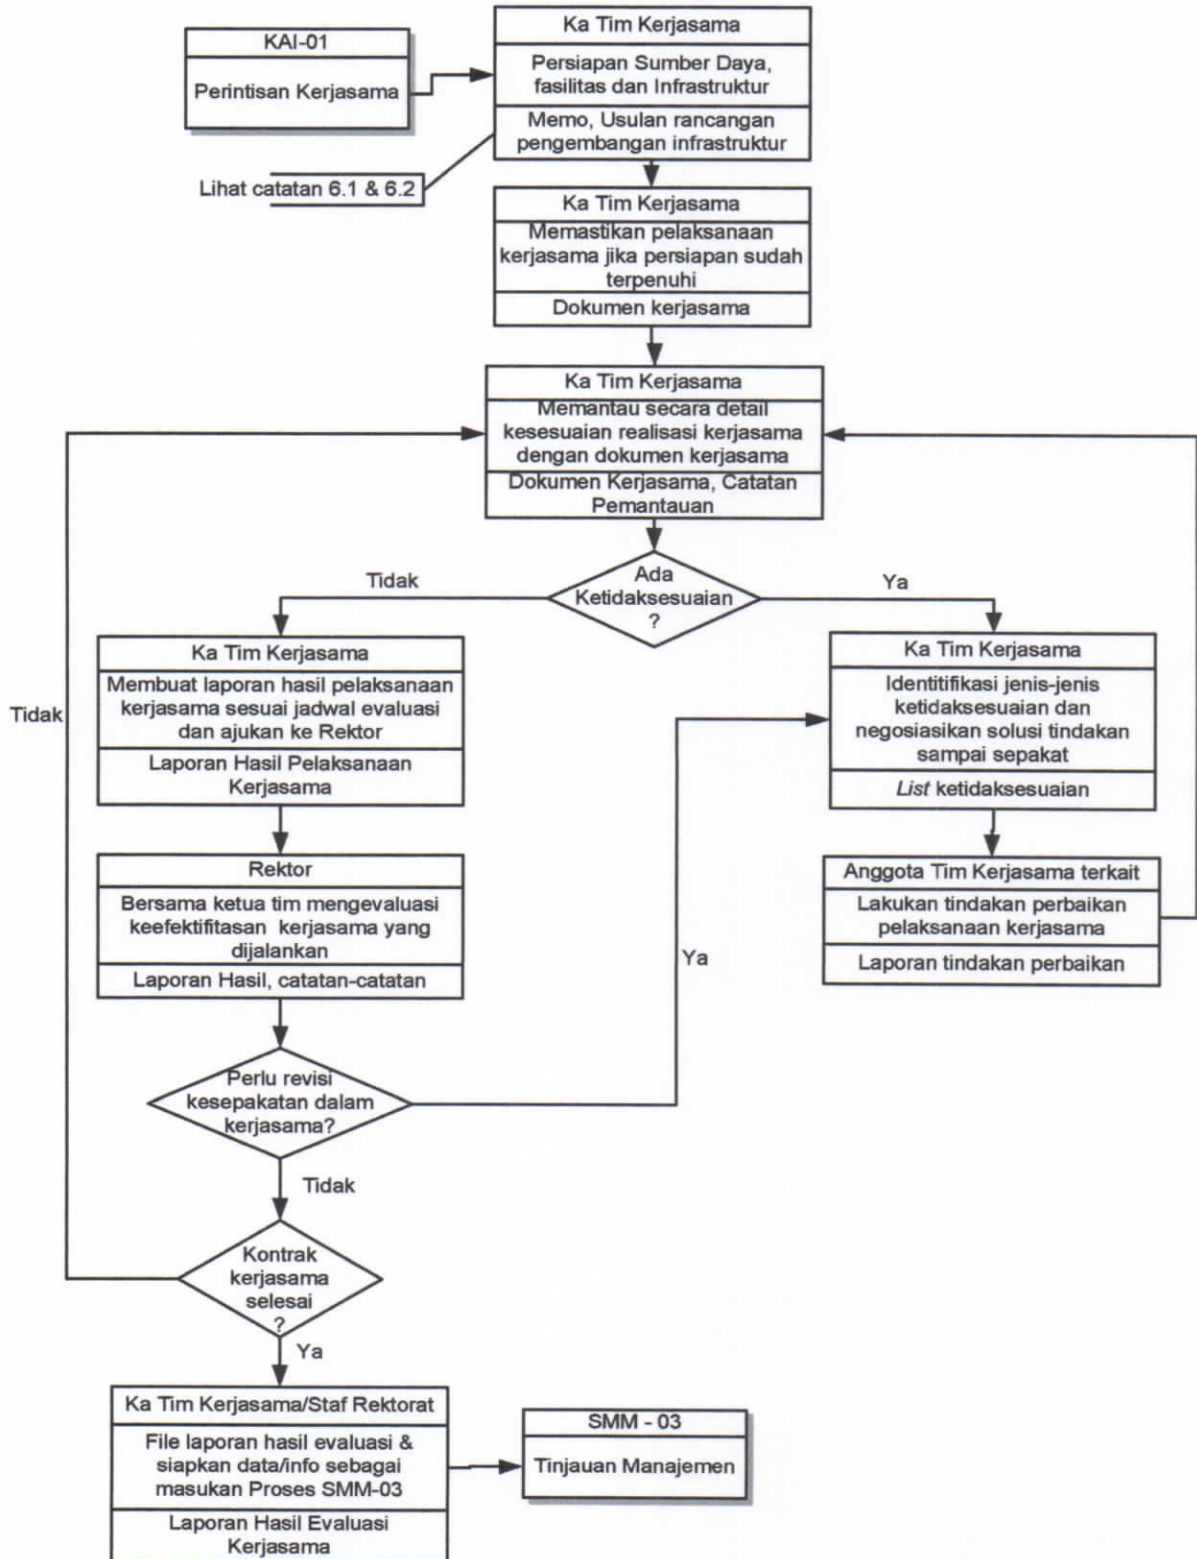 KAI-01
Perintisan Kerjasama
Ka Tim Kerjasama
Persiapan Sumber Daya,
fasilitas dan Infrastruktur
Memo, Usulan rancangan
pengembangan infrastruktur
Lihat catatan 6.1 & 6.2
Ka Tim Kerjasama
Memastikan pelaksanaan
kerjasama jika persiapan sudah
terpenuhi
Dokumen kerjasama
Ka Tim Kerjasama
Memantau secara detail
kesesuaian realisasi kerjasama
dengan dokumen kerjasama
Dokumen Kerjasama, Catatan
Pemantauan
Ada
Ketidaksesuaian
?
Tidak
Ya
Ka Tim Kerjasama
Membuat laporan hasil pelaksanaan
kerjasama sesuai jadwal evaluasi
dan ajukan ke Rektor
Laporan Hasil Pelaksanaan
Kerjasama
Ka Tim Kerjasama
Identitifikasi jenis-jenis
ketidaksesuaian dan
negosiasikan solusi tindakan
sampai sepakat
List ketidaksesuaian
Tidak
Rektor
Bersama ketua tim mengevaluasi
keefektifitasan kerjasama yang
dijalankan
Laporan Hasil, catatan-catatan
Anggota Tim Kerjasama terkait
Lakukan tindakan perbaikan
pelaksanaan kerjasama
Laporan tindakan perbaikan
Ya
Perlu revisi
kesepakatan dalam
kerjasama?
Tidak
Kontrak
kerjasama
selesai
?
Ya
Ka Tim Kerjasama/Staf Rektorat
File laporan hasil evaluasi &
siapkan data/info sebagai
masukan Proses SMM-03
Laporan Hasil Evaluasi
Kerjasama
SMM - 03
Tinjauan Manajemen